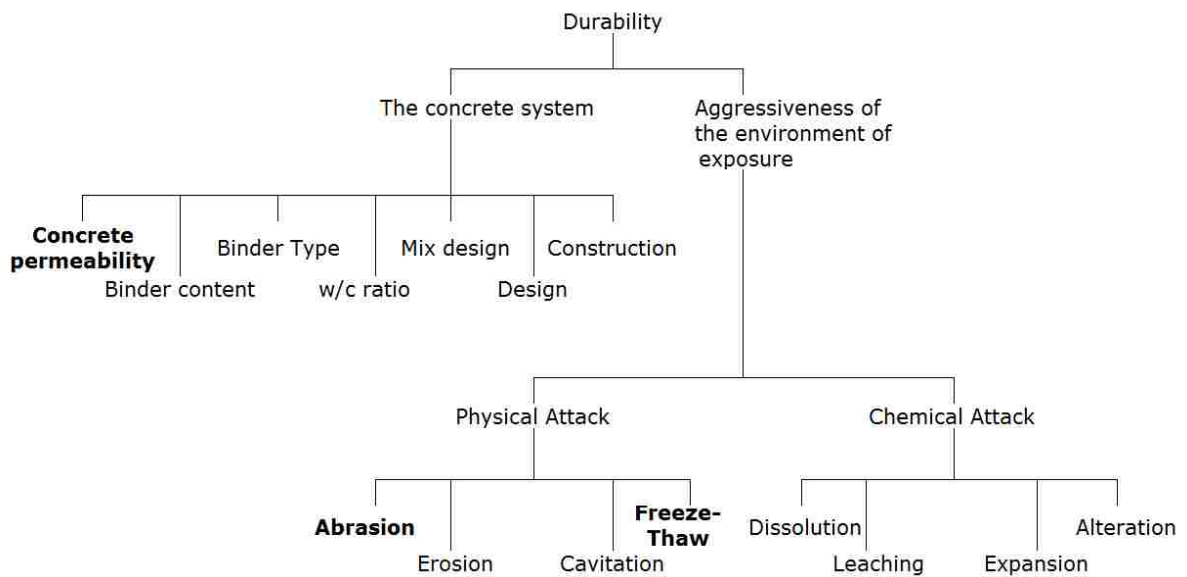 Durability
The concrete system
Aggressiveness of
the environment of
exposure
Concrete
permeability
Binder content
Binder Type
w/c ratio
Mix design
Design
Construction
Physical Attack
Chemical Attack
Abrasion
Erosion
Cavitation
Freeze-
Thaw
Dissolution
Leaching
Expansion
Alteration